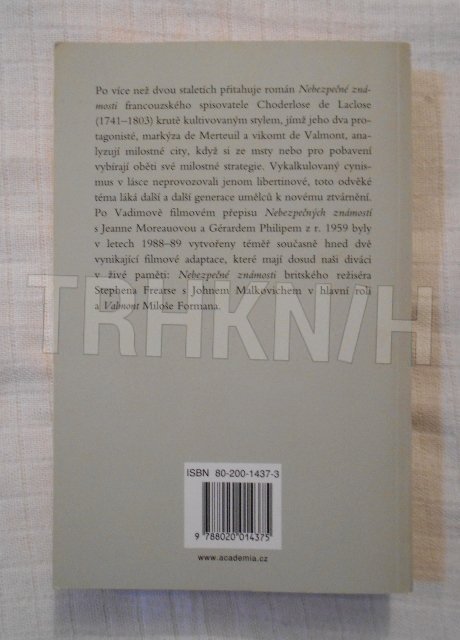 Po více než dvou staletích přitahuje román Nebezpečné zná-
mosti francouzského spisovatele Choderlose de Laclose
(1741–1803) krutě kultivovaným stylem, jímž jeho dva pro-
tagonisté, markýza de Merteuil a vikomt de Valmont, ana-
lyzují milostné city, když si ze msty nebo pro pobavení
vybírají oběti své milostné strategie. Vykalkulovaný cynis-
mus v lásce neprovozovali jenom libertinové, toto odvěké
téma láká další a další generace umělců k novému ztvárnění.
Po Vadimově filmovém přepisu Nebezpečných známostí
s Jeanne Moreauovou a Gérardem Philipem z r. 1959 byly
v letech 1988–89 vytvořeny téměř současně hned dvě
vynikající filmové adaptace, které mají dosud naši diváci
v živé paměti: Nebezpečné známosti britského režiséra
Stephena Frearse s Johnem Malkovichem v hlavní roli
a Valmont Miloše Formana.
TRHKNIH
ISBN 80-200-1437-3
9 788020 014375
www.academia.cz